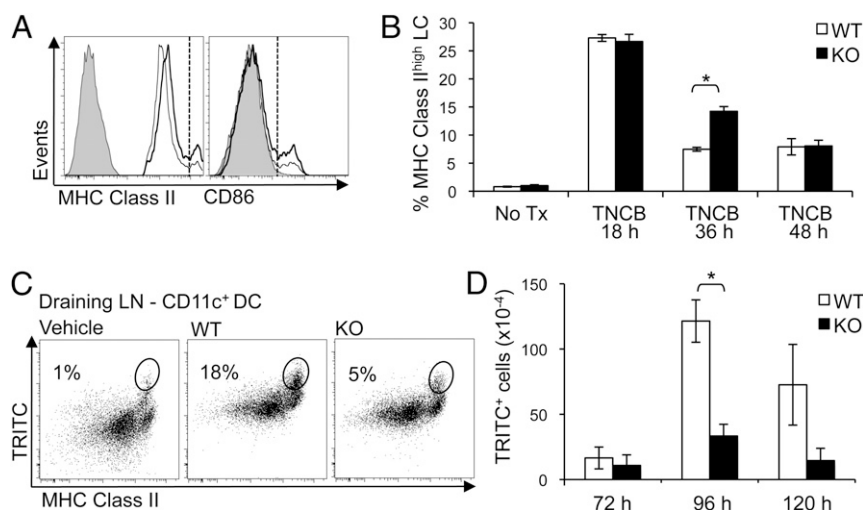 A
Events
MHC Class II
CD86
B
% MHC Class II^high LC
30
25
20
15
10
5
0
WT
KO
*
No Tx
TNCB
18 h
TNCB
36 h
TNCB
48 h
C
Draining LN - CD11c⁺ DC
Vehicle
WT
KO
1%
18%
5%
TRITC
MHC Class II
D
TRITC⁺ cells (x10⁻⁴)
150
100
50
0
WT
KO
*
72 h
96 h
120 h